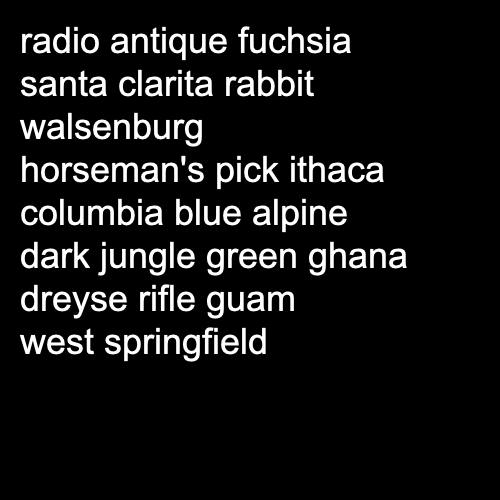 radio antique fuchsia
santa clarita rabbit
walsenburg
horseman's pick ithaca
columbia blue alpine
dark jungle green ghana
dreyse rifle guam
west springfield